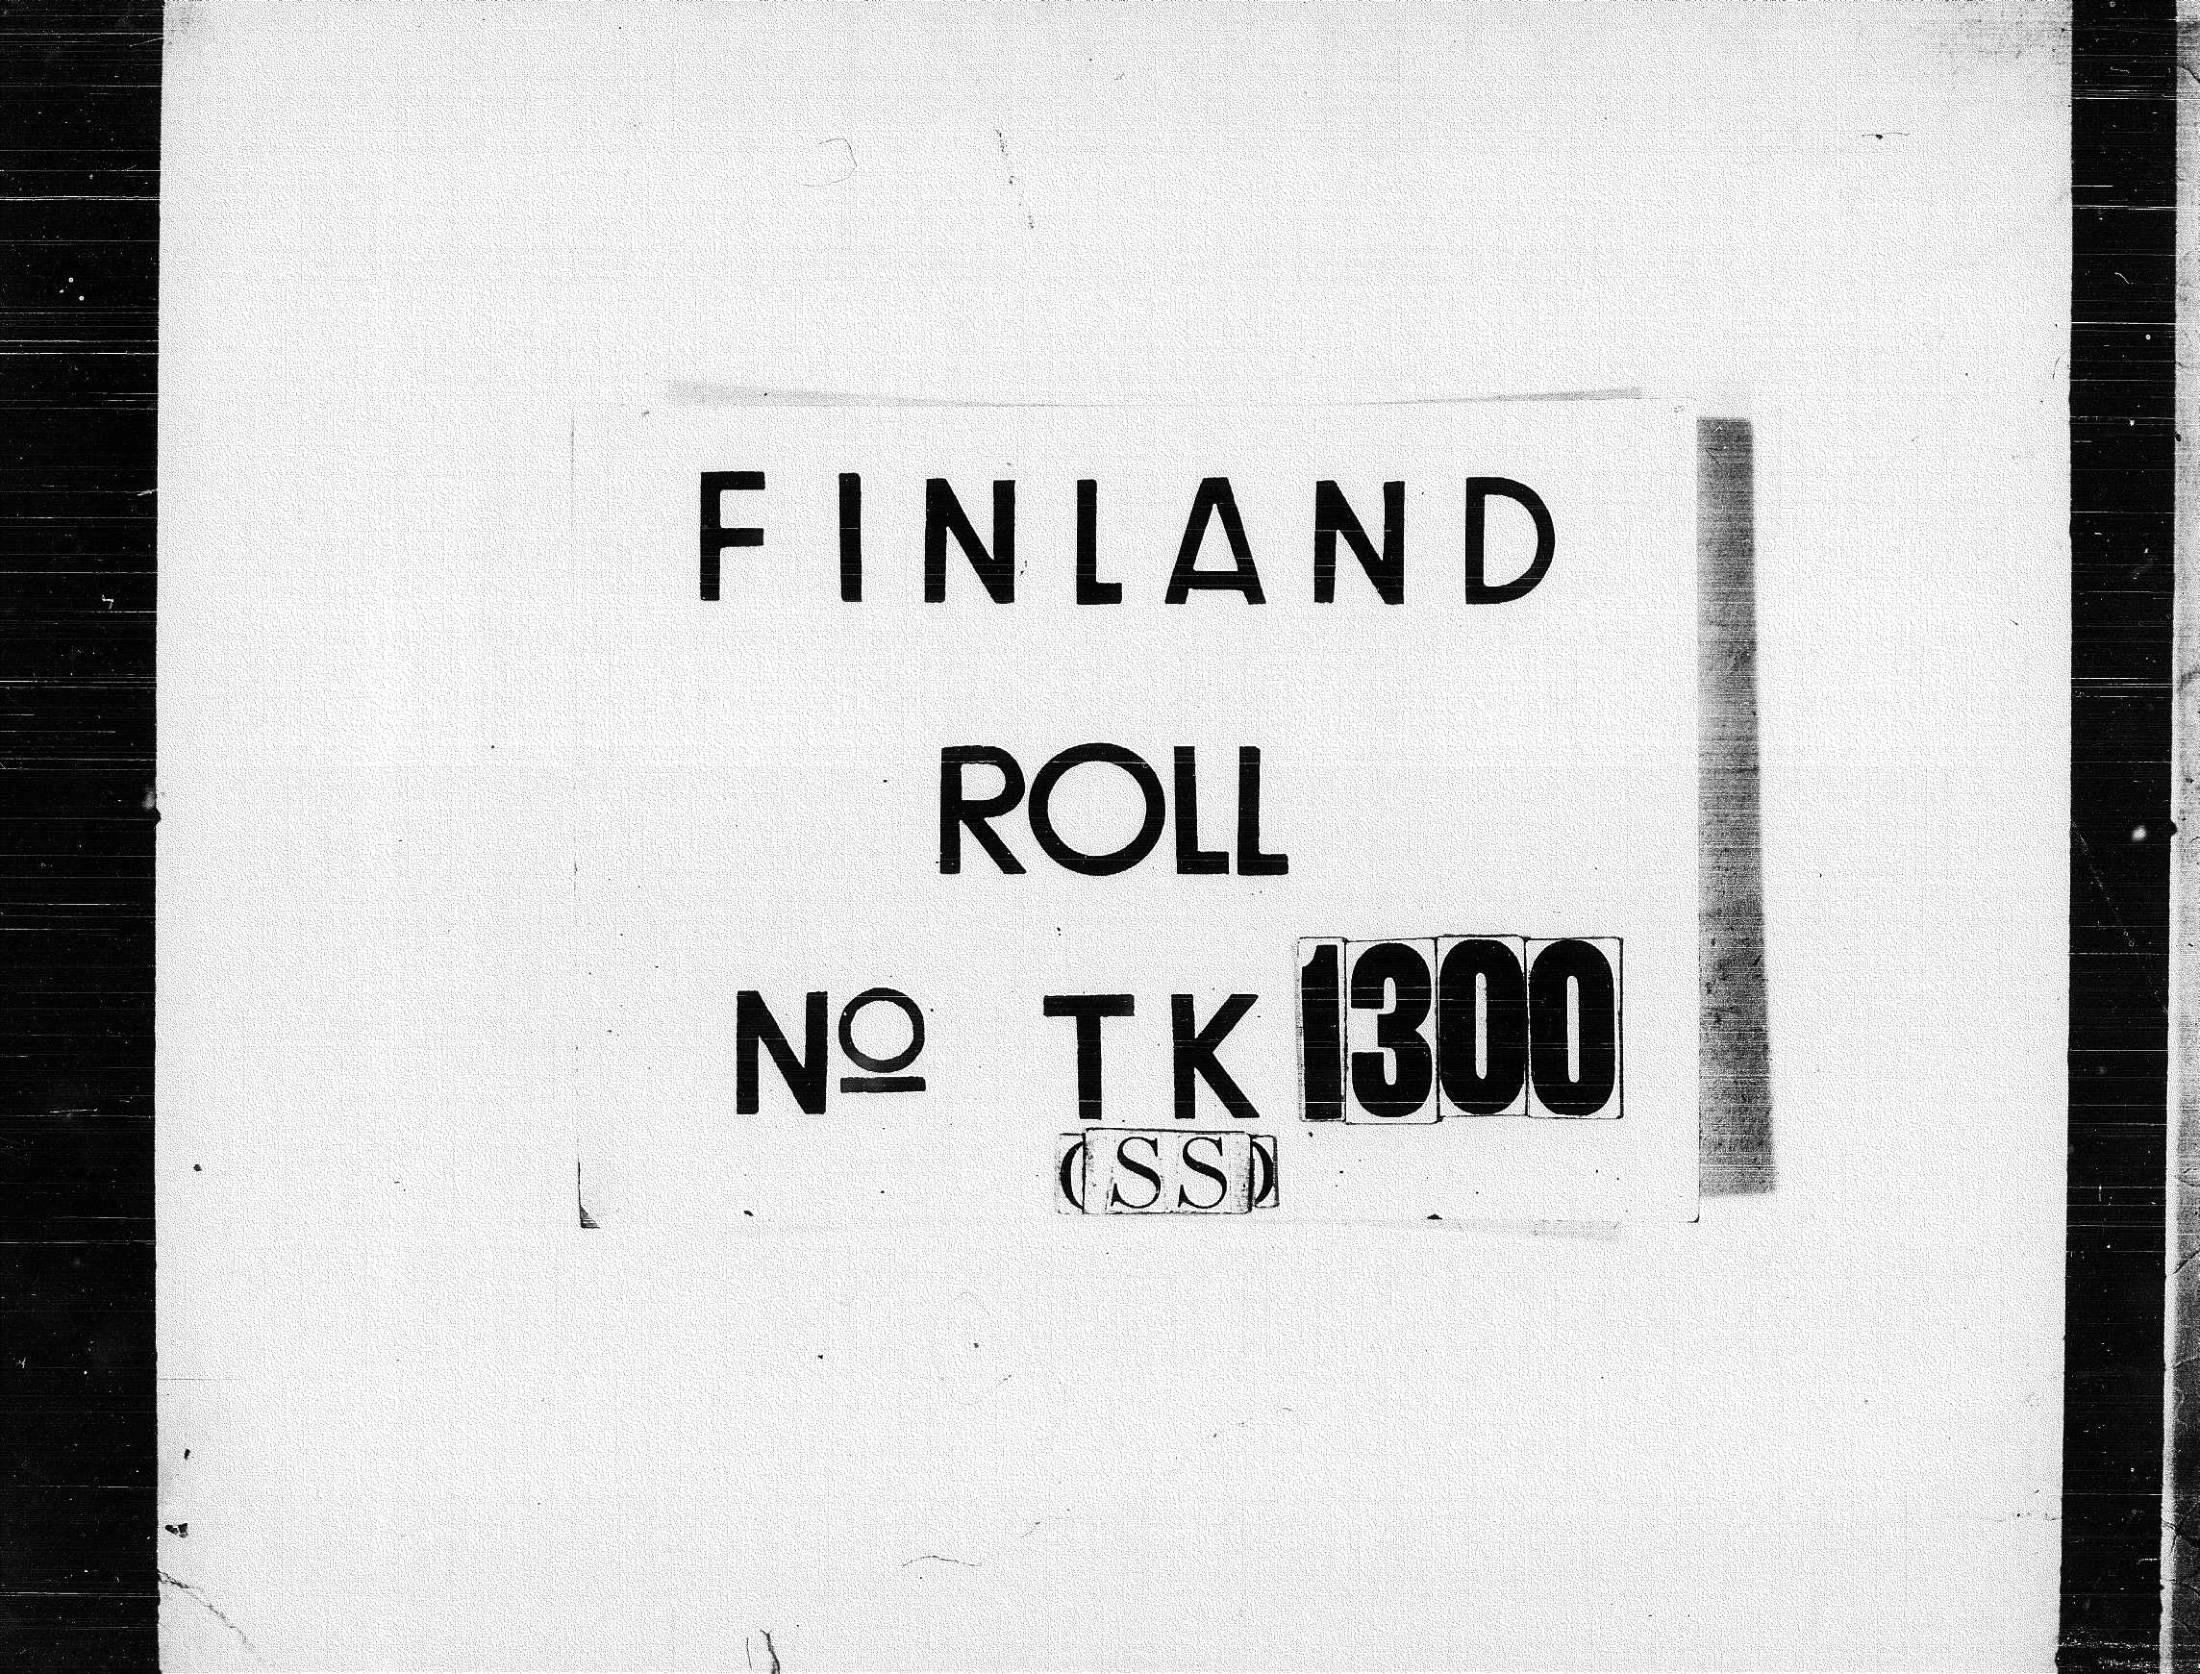 FINLAND
ROLL
Nº TK 1300
(SS)